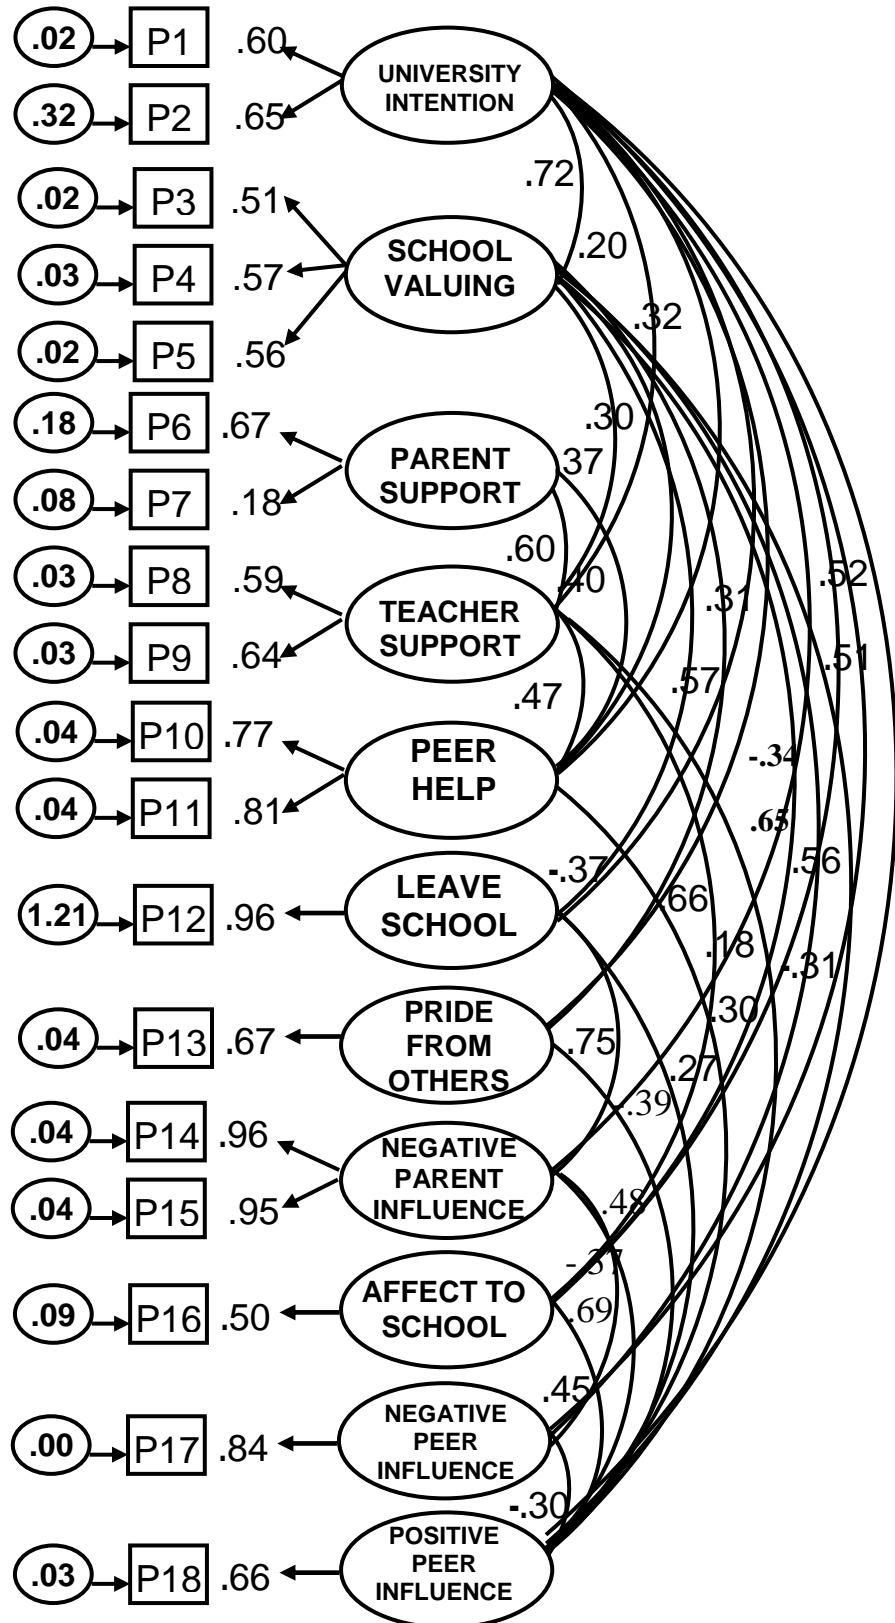 .02 P1 .60
UNIVERSITY
INTENTION
.32 P2 .65
.72
.02 P3 .51
SCHOOL
VALUING
.20
.03 P4 .57
.32
.02 P5 .56
.30
.18 P6 .67
PARENT
SUPPORT
.37
.08 P7 .18
.60
.40
.52
.03 P8 .59
TEACHER
SUPPORT
.31
.03 P9 .64
.51
.57
.47
.04 P10 .77
PEER
HELP
-.34
.04 P11 .81
.65
.56
-.37
1.21 P12 .96
LEAVE
SCHOOL
.66
.18
-.31
.30
.04 P13 .67
PRIDE
FROM
OTHERS
.75
.27
-.39
.04 P14 .96
NEGATIVE
PARENT
INFLUENCE
.04 P15 .95
.48
-.37
.09 P16 .50
AFFECT TO
SCHOOL
.69
.45
.00 P17 .84
NEGATIVE
PEER
INFLUENCE
-.30
.03 P18 .66
POSITIVE
PEER
INFLUENCE